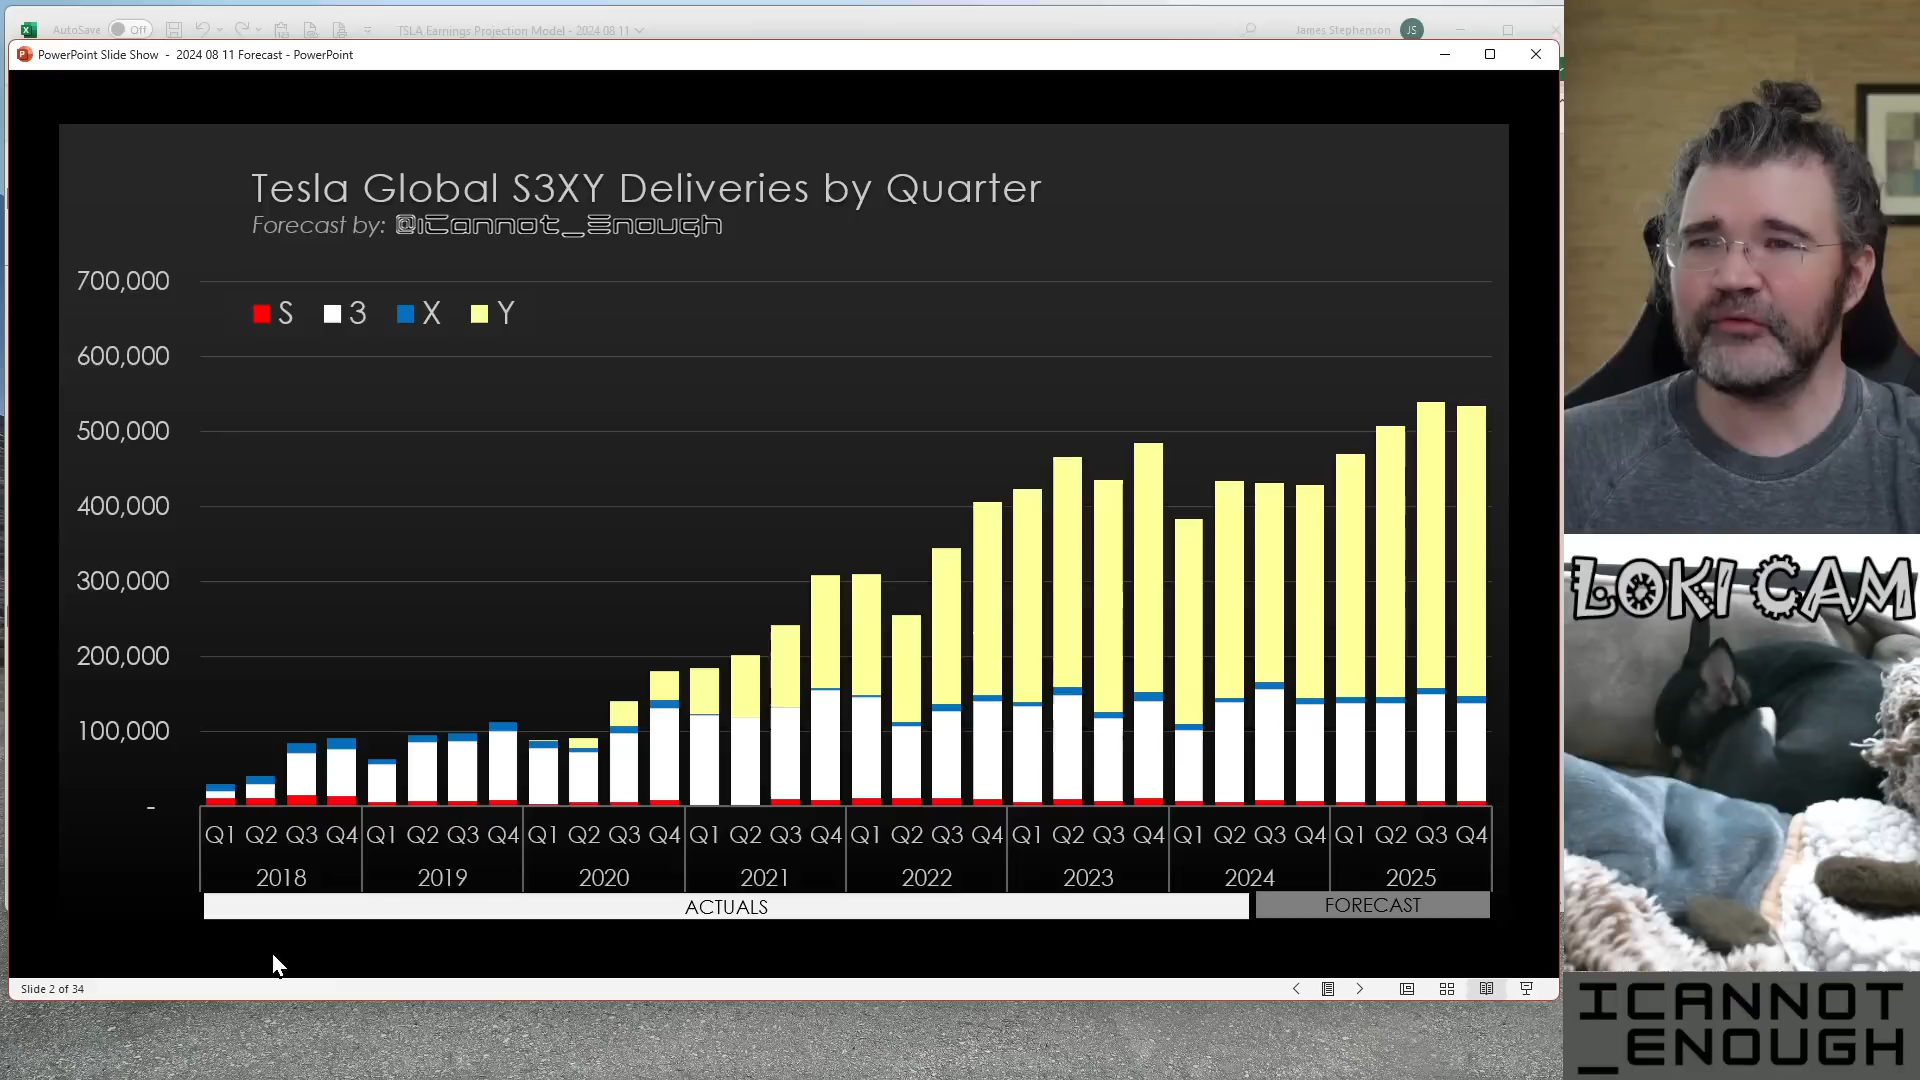 AutoSave Off TSLA Earnings Projection Model - 2024 08 11 James Stephenson JS
PowerPoint Slide Show - 2024 08 11 Forecast - PowerPoint
Tesla Global S3XY Deliveries by Quarter
Forecast by: @iCannot_Enough
700,000
S 3 X Y
600,000
500,000
400,000
300,000
200,000
100,000
-
Q1 Q2 Q3 Q4 Q1 Q2 Q3 Q4 Q1 Q2 Q3 Q4 Q1 Q2 Q3 Q4 Q1 Q2 Q3 Q4 Q1 Q2 Q3 Q4 Q1 Q2 Q3 Q4 Q1 Q2 Q3 Q4
2018 2019 2020 2021 2022 2023 2024 2025
ACTUALS FORECAST
Slide 2 of 34
LOKI CAM
ICANNOT
_ENOUGH